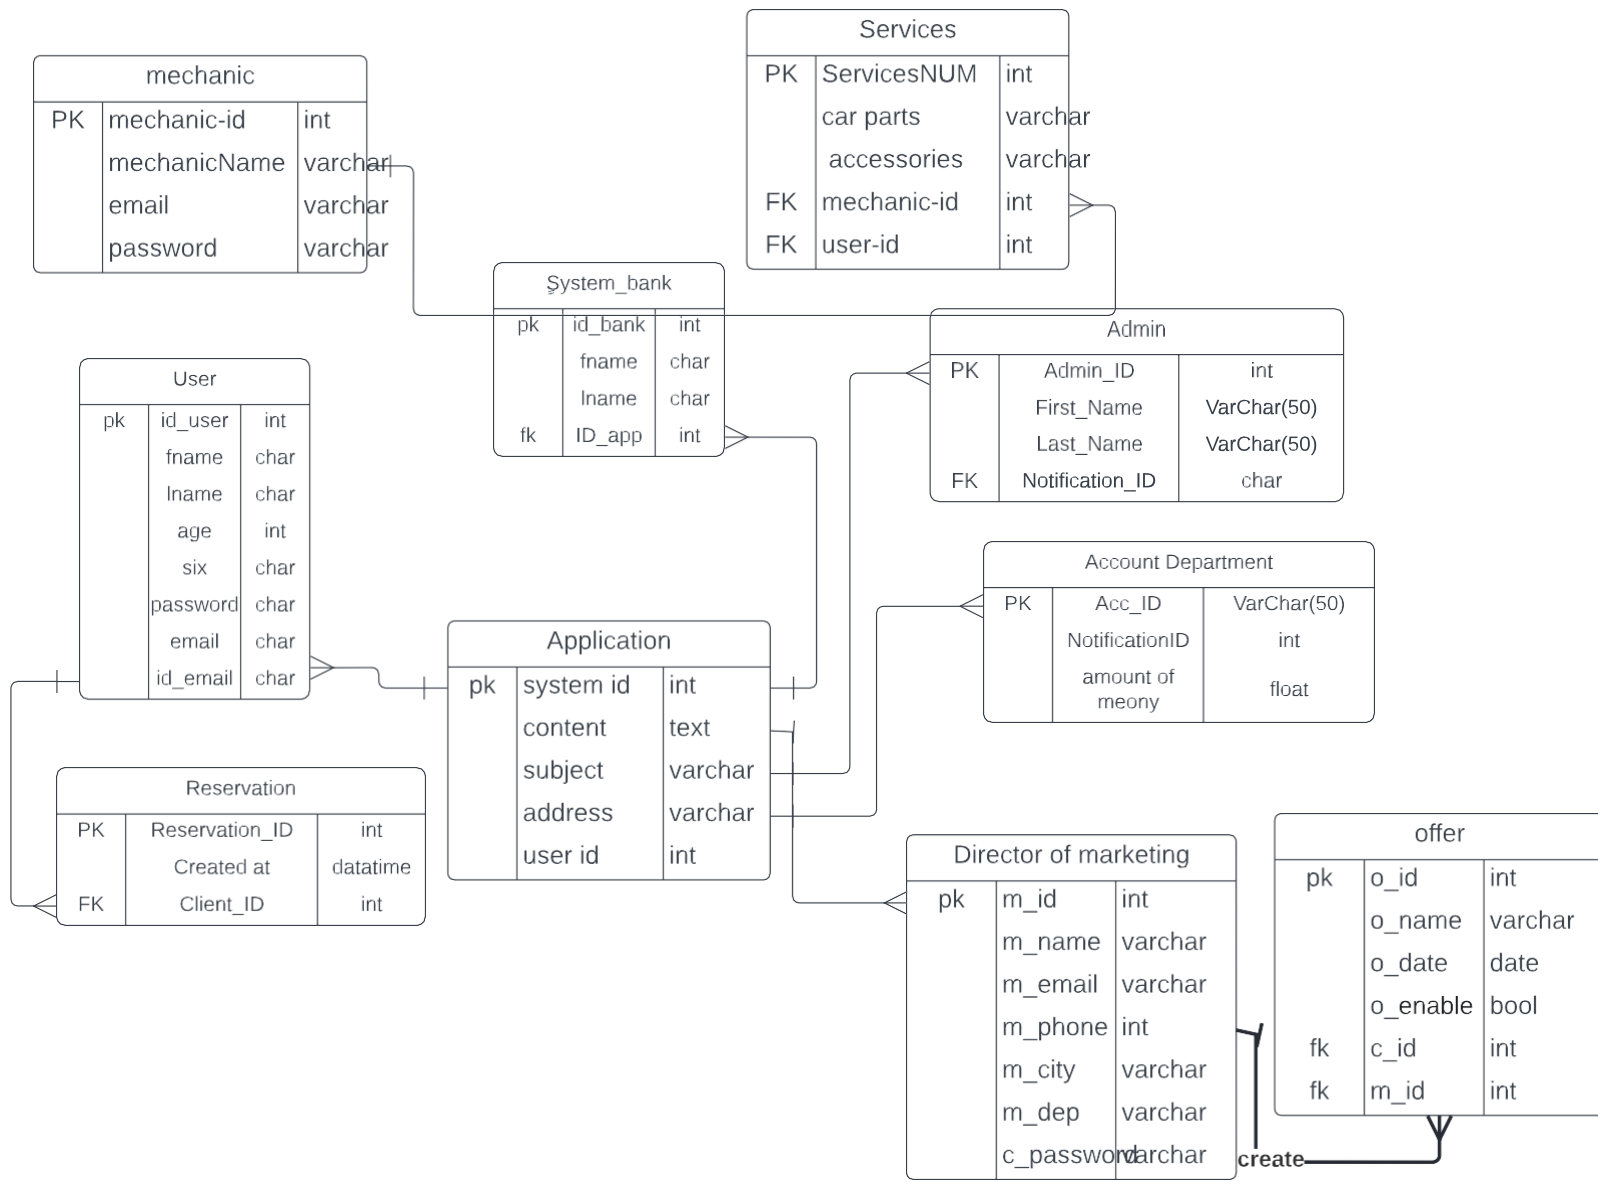 Services
PK ServicesNUM int
car parts varchar
accessories varchar
FK mechanic-id int
FK user-id int
mechanic
PK mechanic-id int
mechanicName varchar
email varchar
password varchar
System_bank
pk id_bank int
fname char
lname char
fk ID_app int
Admin
PK Admin_ID int
First_Name VarChar(50)
Last_Name VarChar(50)
FK Notification_ID char
User
pk id_user int
fname char
lname char
age int
six char
password char
email char
id_email char
Account Department
PK Acc_ID VarChar(50)
NotificationID int
amount of
meony float
Application
pk system id int
content text
subject varchar
address varchar
user id int
Reservation
PK Reservation_ID int
Created at datatime
FK Client_ID int
Director of marketing
pk m_id int
m_name varchar
m_email varchar
m_phone int
m_city varchar
m_dep varchar
c_password varchar
offer
pk o_id int
o_name varchar
o_date date
o_enable bool
fk c_id int
fk m_id int
create